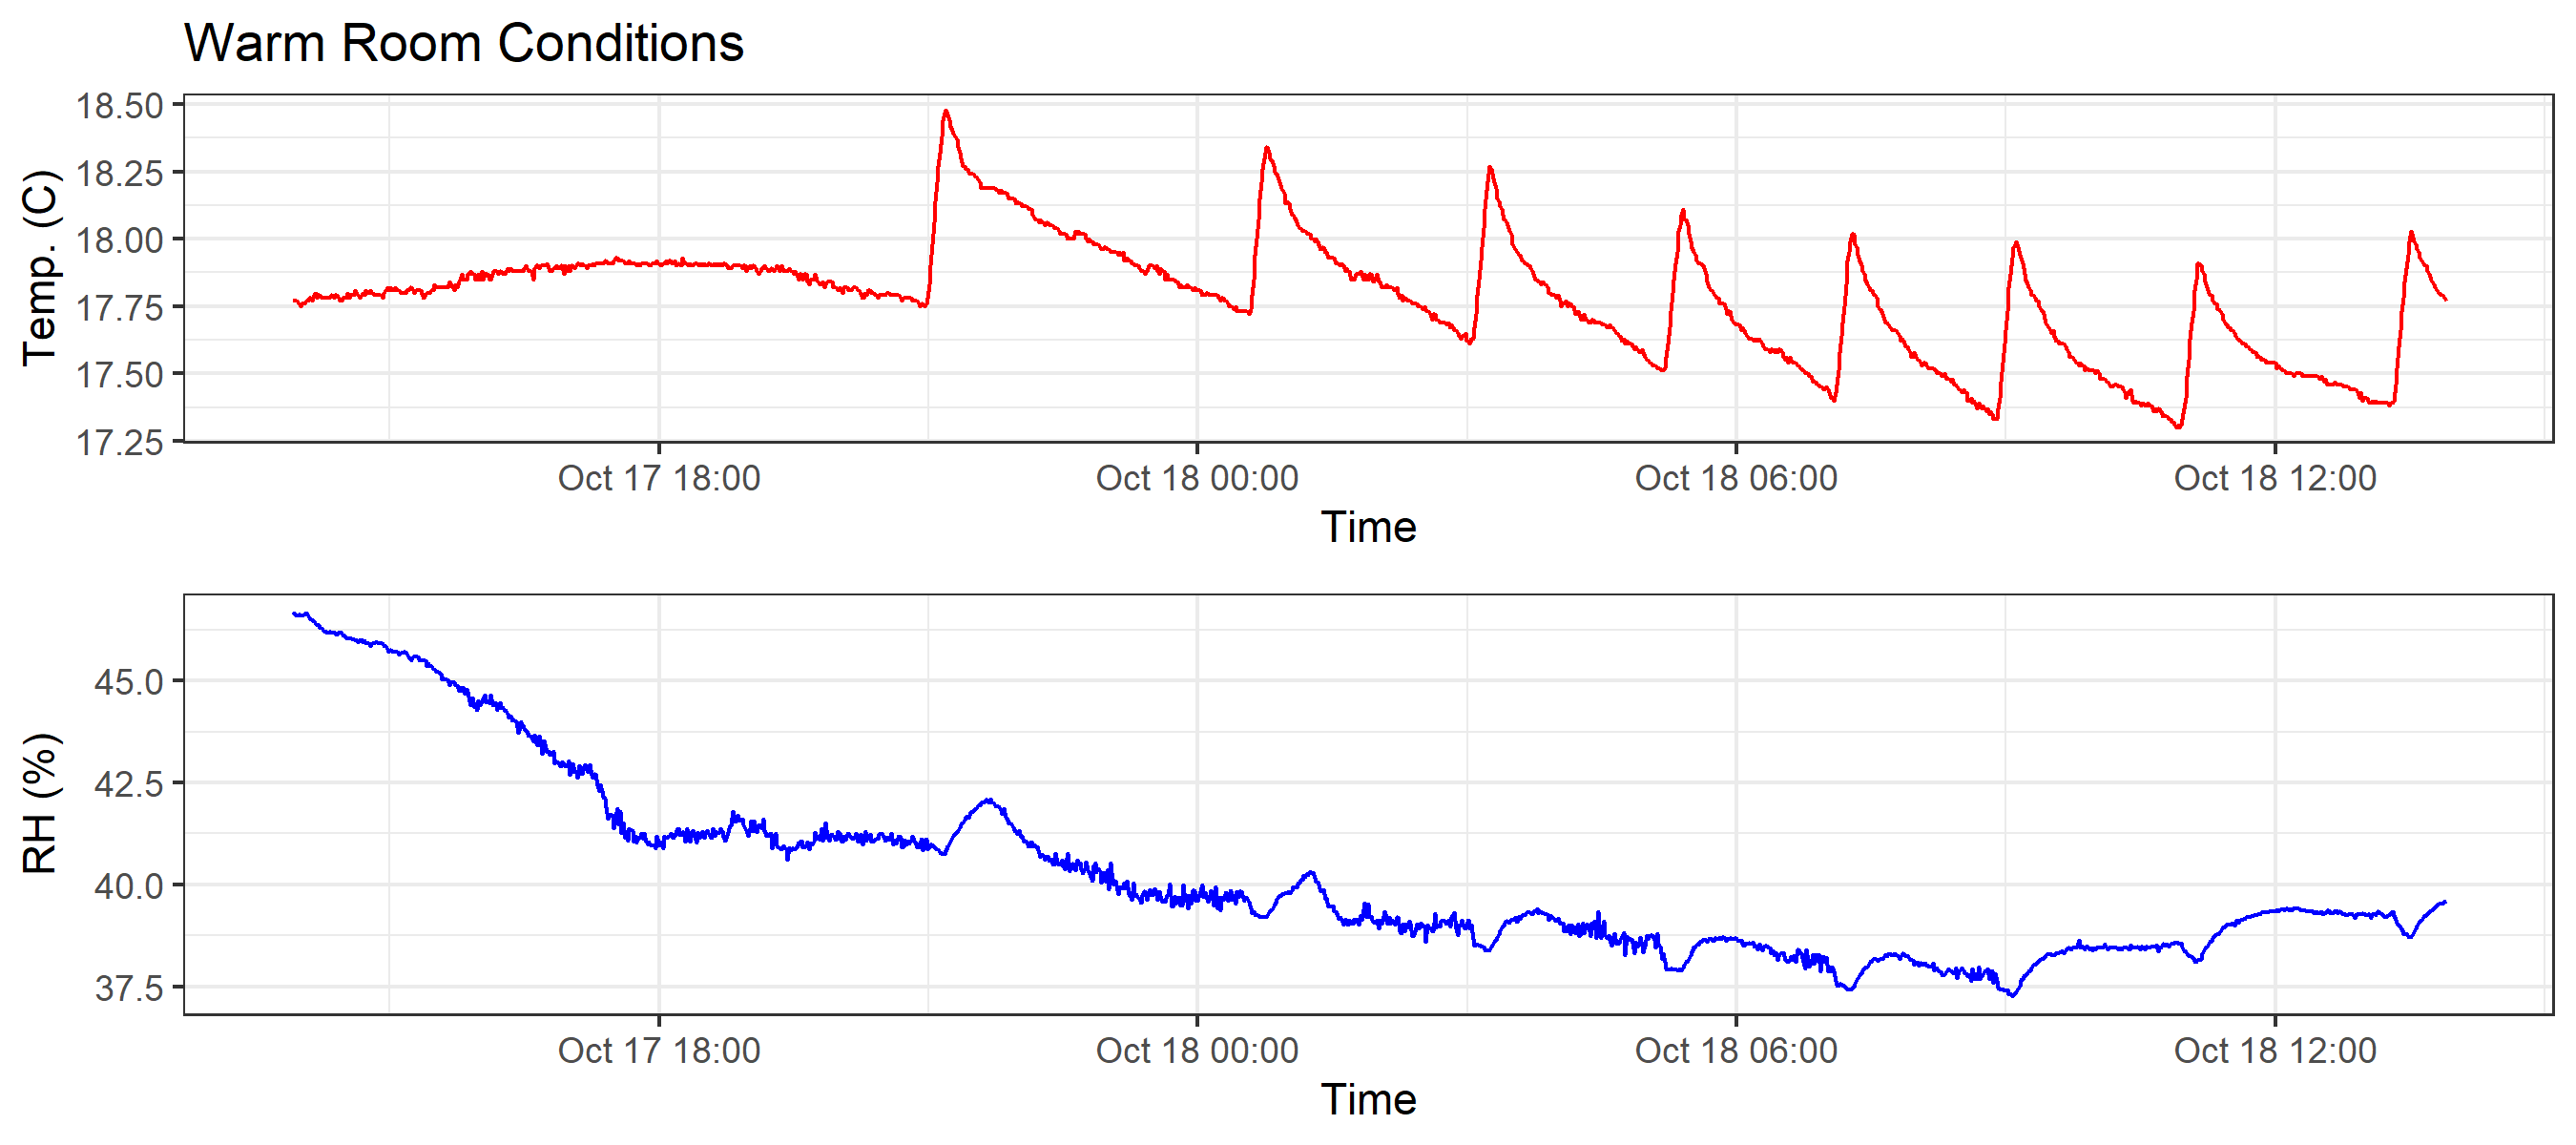 Warm Room Conditions
18.50
18.25
18.00
17.75
17.50
17.25
Temp. (C)
Oct 17 18:00 Oct 18 00:00 Oct 18 06:00 Oct 18 12:00
Time
45.0
42.5
40.0
37.5
RH (%)
Oct 17 18:00 Oct 18 00:00 Oct 18 06:00 Oct 18 12:00
Time